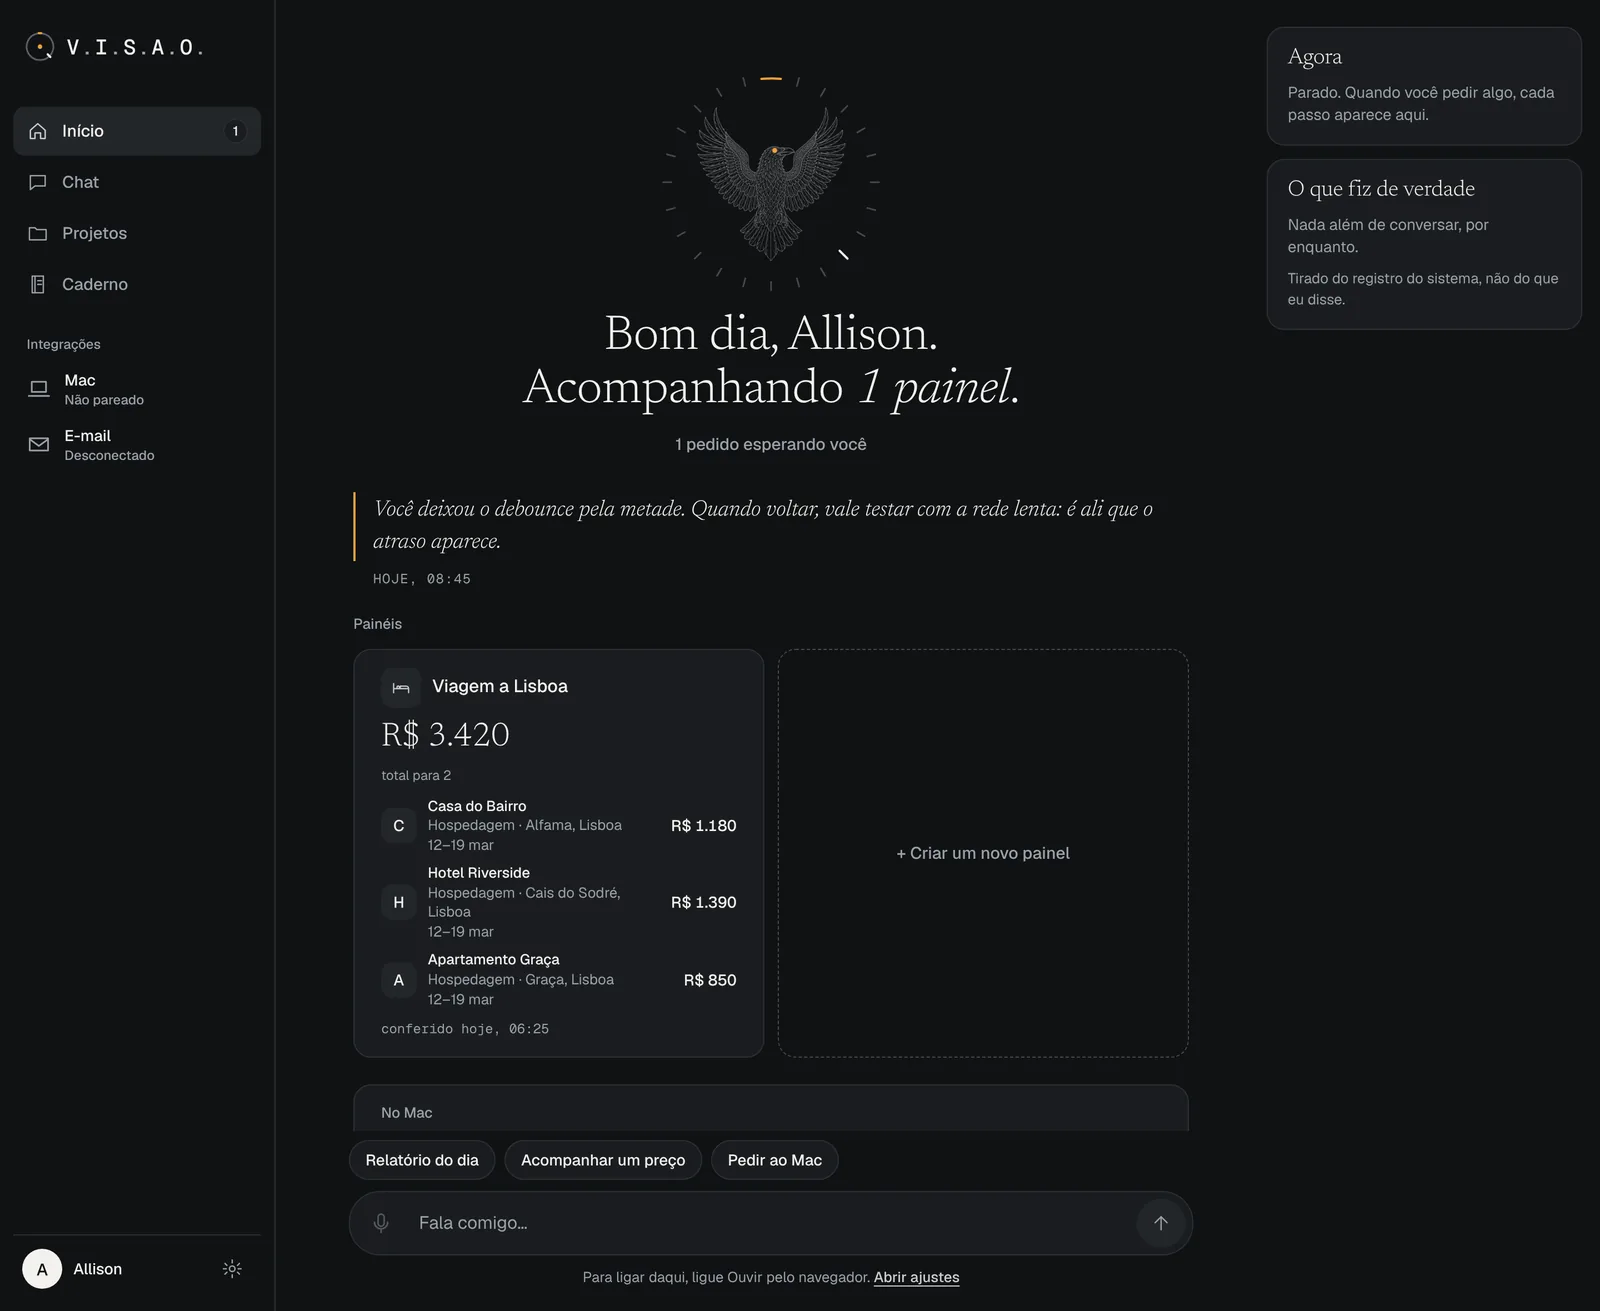 V.I.S.A.O.
Início 1
Chat
Projetos
Caderno
Integrações
Mac
Não pareado
E-mail
Desconectado
A Allison
Bom dia, Allison.
Acompanhando 1 painel.
1 pedido esperando você
Você deixou o debounce pela metade. Quando voltar, vale testar com a rede lenta: é ali que o
atraso aparece.
HOJE, 08:45
Painéis
Viagem a Lisboa
R$ 3.420
total para 2
C
Casa do Bairro
Hospedagem · Alfama, Lisboa
12–19 mar
R$ 1.180
H
Hotel Riverside
Hospedagem · Cais do Sodré,
Lisboa
12–19 mar
R$ 1.390
A
Apartamento Graça
Hospedagem · Graça, Lisboa
12–19 mar
R$ 850
conferido hoje, 06:25
+ Criar um novo painel
No Mac
Relatório do dia
Acompanhar um preço
Pedir ao Mac
Fala comigo...
Para ligar daqui, ligue Ouvir pelo navegador. Abrir ajustes
Agora
Parado. Quando você pedir algo, cada
passo aparece aqui.
O que fiz de verdade
Nada além de conversar, por
enquanto.
Tirado do registro do sistema, não do que
eu disse.